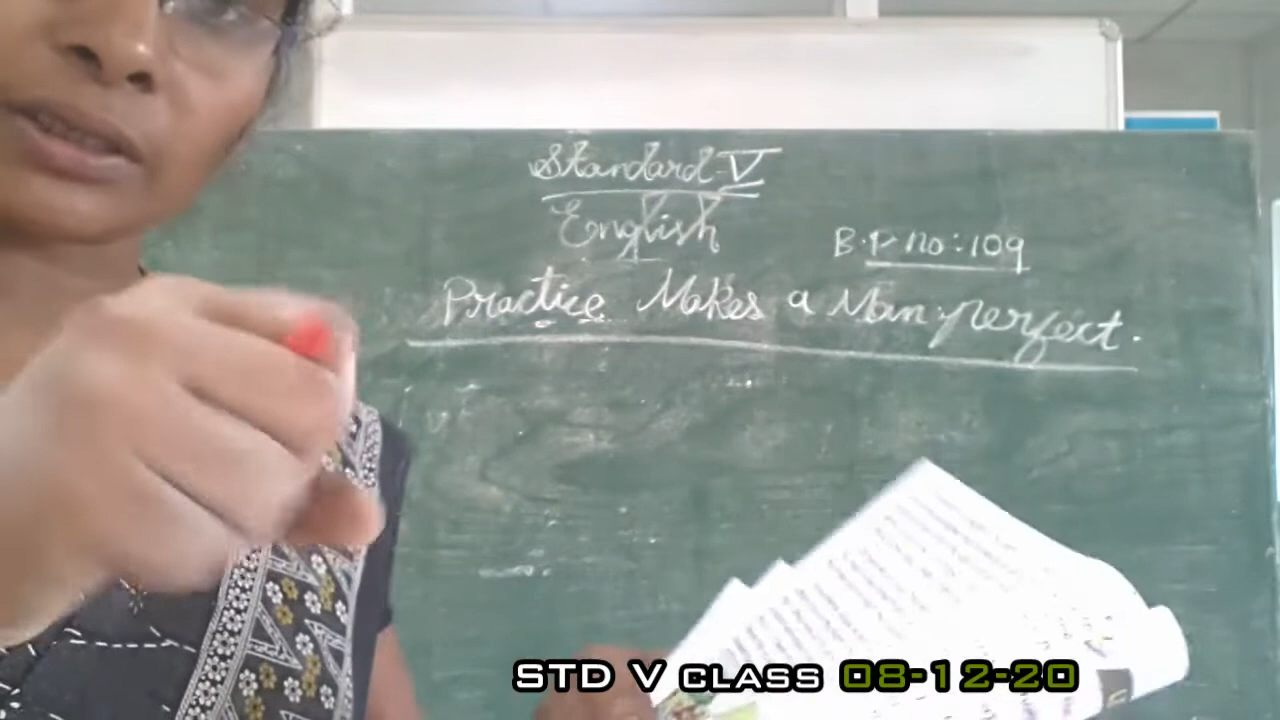 Standard-V
English
B.P no:109
Practice Makes a Man perfect.
STD V CLASS 08-12-20